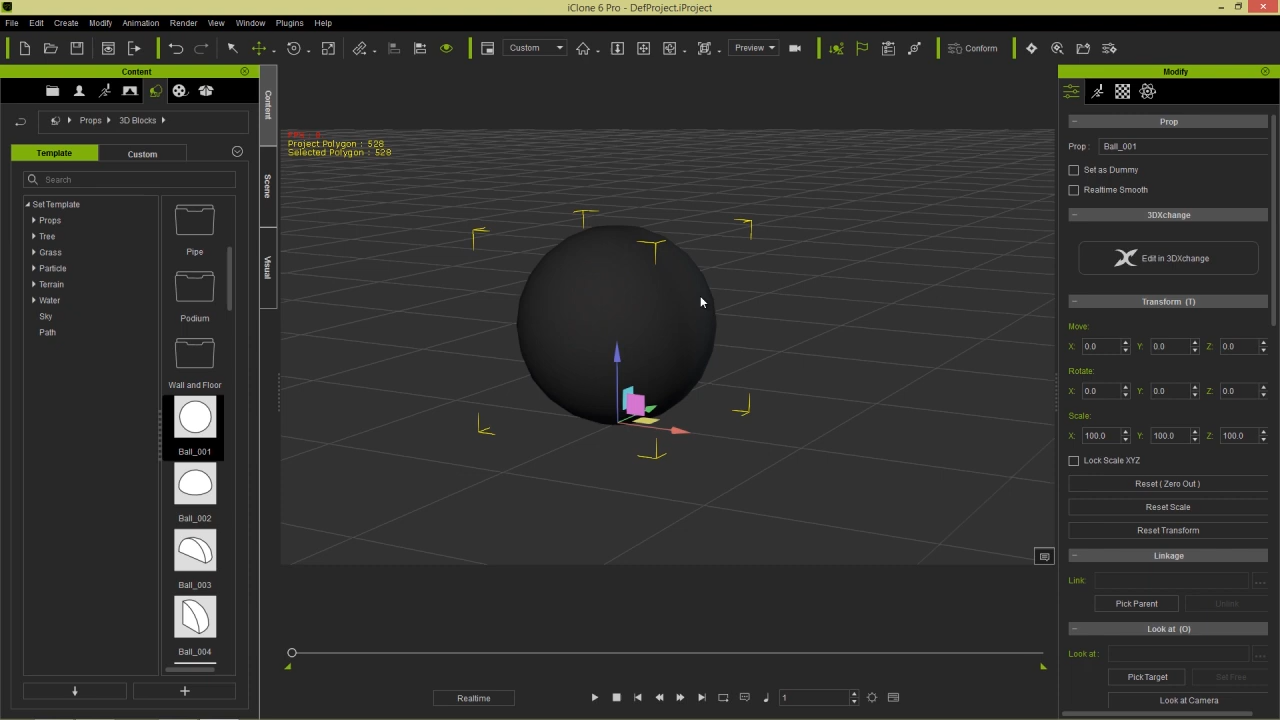 iClone 6 Pro - DefProject.iProject
File Edit Create Modify Animation Render View Window Plugins Help
Custom Preview Conform
Content
Modify
Props 3D Blocks
Template Custom
Search
Set Template
Props
Tree
Grass
Particle
Terrain
Water
Sky
Path
Pipe
Podium
Wall and Floor
Ball_001
Ball_002
Ball_003
Ball_004
Content
Scene
Visual
Project Polygon : 528
Selected Polygon : 528
Realtime
1
Prop
Prop : Ball_001
Set as Dummy
Realtime Smooth
3DXchange
Edit in 3DXchange
Transform (T)
Move:
X: 0.0 Y: 0.0 Z: 0.0
Rotate:
X: 0.0 Y: 0.0 Z: 0.0
Scale:
X: 100.0 Y: 100.0 Z: 100.0
Lock Scale XYZ
Reset ( Zero Out )
Reset Scale
Reset Transform
Linkage
Link: ...
Pick Parent Unlink
Look at (O)
Look at : ...
Pick Target Set Free
Look at Camera